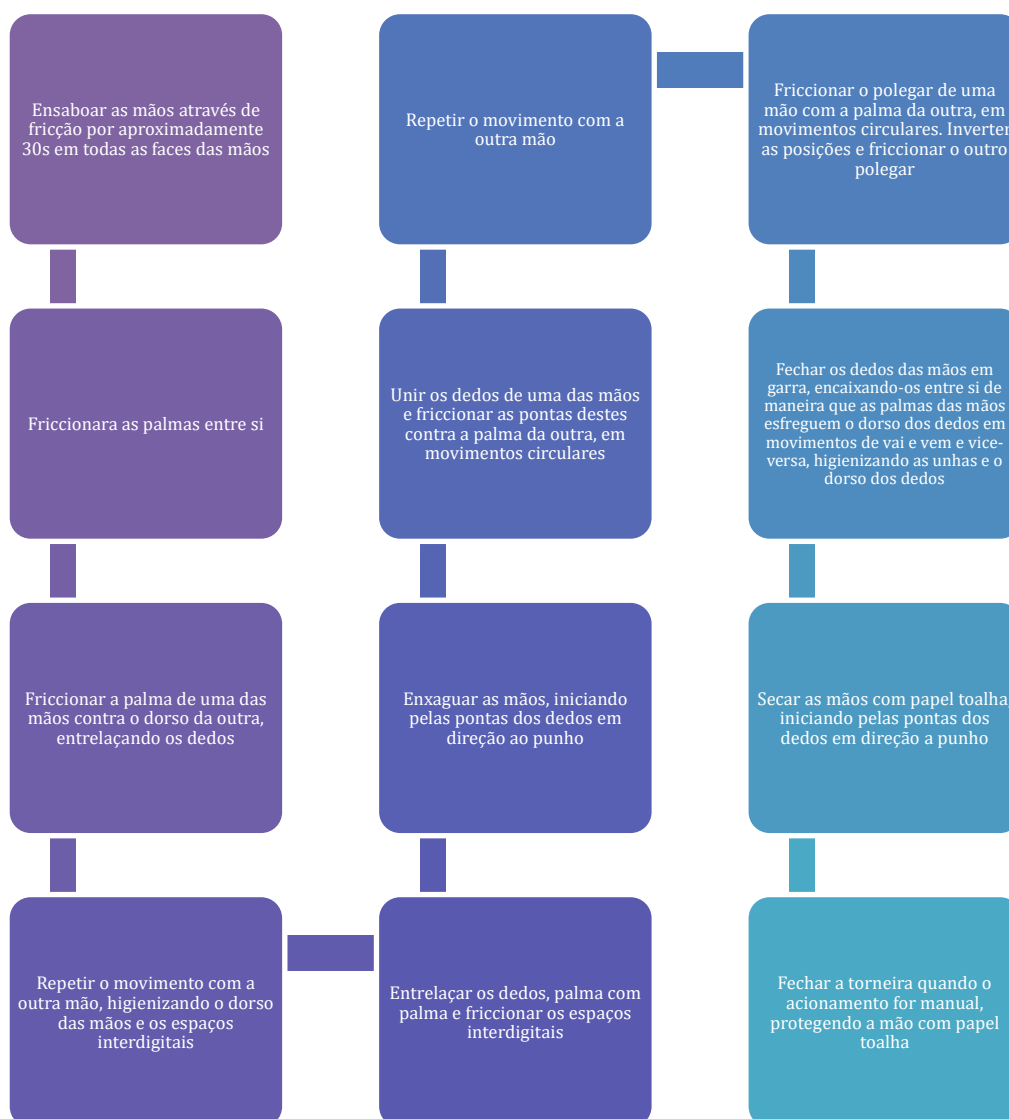 Ensaboar as mãos através de
fricção por aproximadamente
30s em todas as faces das mãos
Friccionara as palmas entre si
Friccionar a palma de uma das
mãos contra o dorso da outra,
entrelaçando os dedos
Repetir o movimento com a
outra mão, higienizando o dorso
das mãos e os espaços
interdigitais
Entrelaçar os dedos, palma com
palma e friccionar os espaços
interdigitais
Enxaguar as mãos, iniciando
pelas pontas dos dedos em
direção ao punho
Unir os dedos de uma das mãos
e friccionar as pontas destes
contra a palma da outra, em
movimentos circulares
Repetir o movimento com a
outra mão
Friccionar o polegar de uma
mão com a palma da outra, em
movimentos circulares. Inverter
as posições e friccionar o outro
polegar
Fechar os dedos das mãos em
garra, encaixando-os entre si de
maneira que as palmas das mãos
esfreguem o dorso dos dedos em
movimentos de vai e vem e vice-
versa, higienizando as unhas e o
dorso dos dedos
Secar as mãos com papel toalha,
iniciando pelas pontas dos
dedos em direção a punho
Fechar a torneira quando o
acionamento for manual,
protegendo a mão com papel
toalha